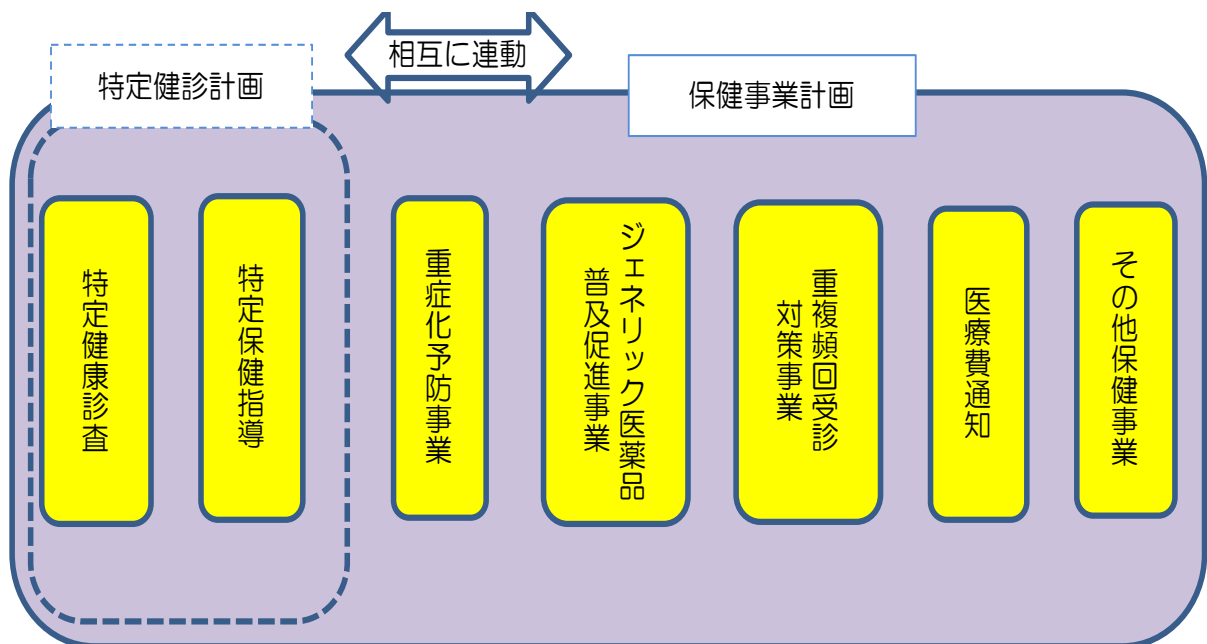 相互に連動
特定健診計画
保健事業計画
特定健康診査
特定保健指導
重症化予防事業
ジェネリック医薬品
普及促進事業
重複頻回受診
対策事業
医療費通知
その他保健事業